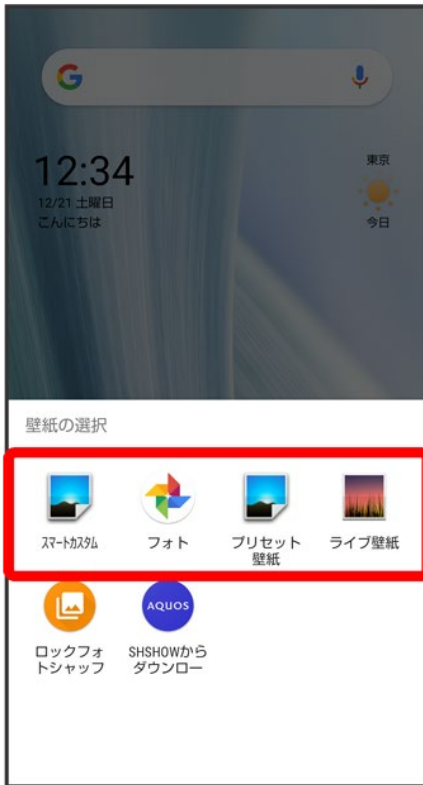 G
12:34
12/21 土曜日
こんにちは
東京
今日
壁紙の選択
スマートカスタム
フォト
プリセット
壁紙
ライブ壁紙
ロックフォ
トシャッフ
AQUOS
SHSHOWから
ダウンロー